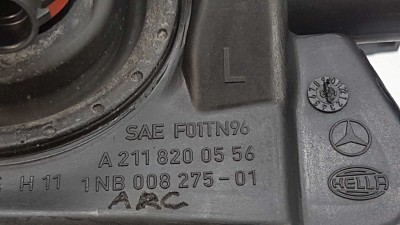 L
SAE F01TN96
A 211 820 05 56
H 11 1NB 008 275-01
HELLA
ARC